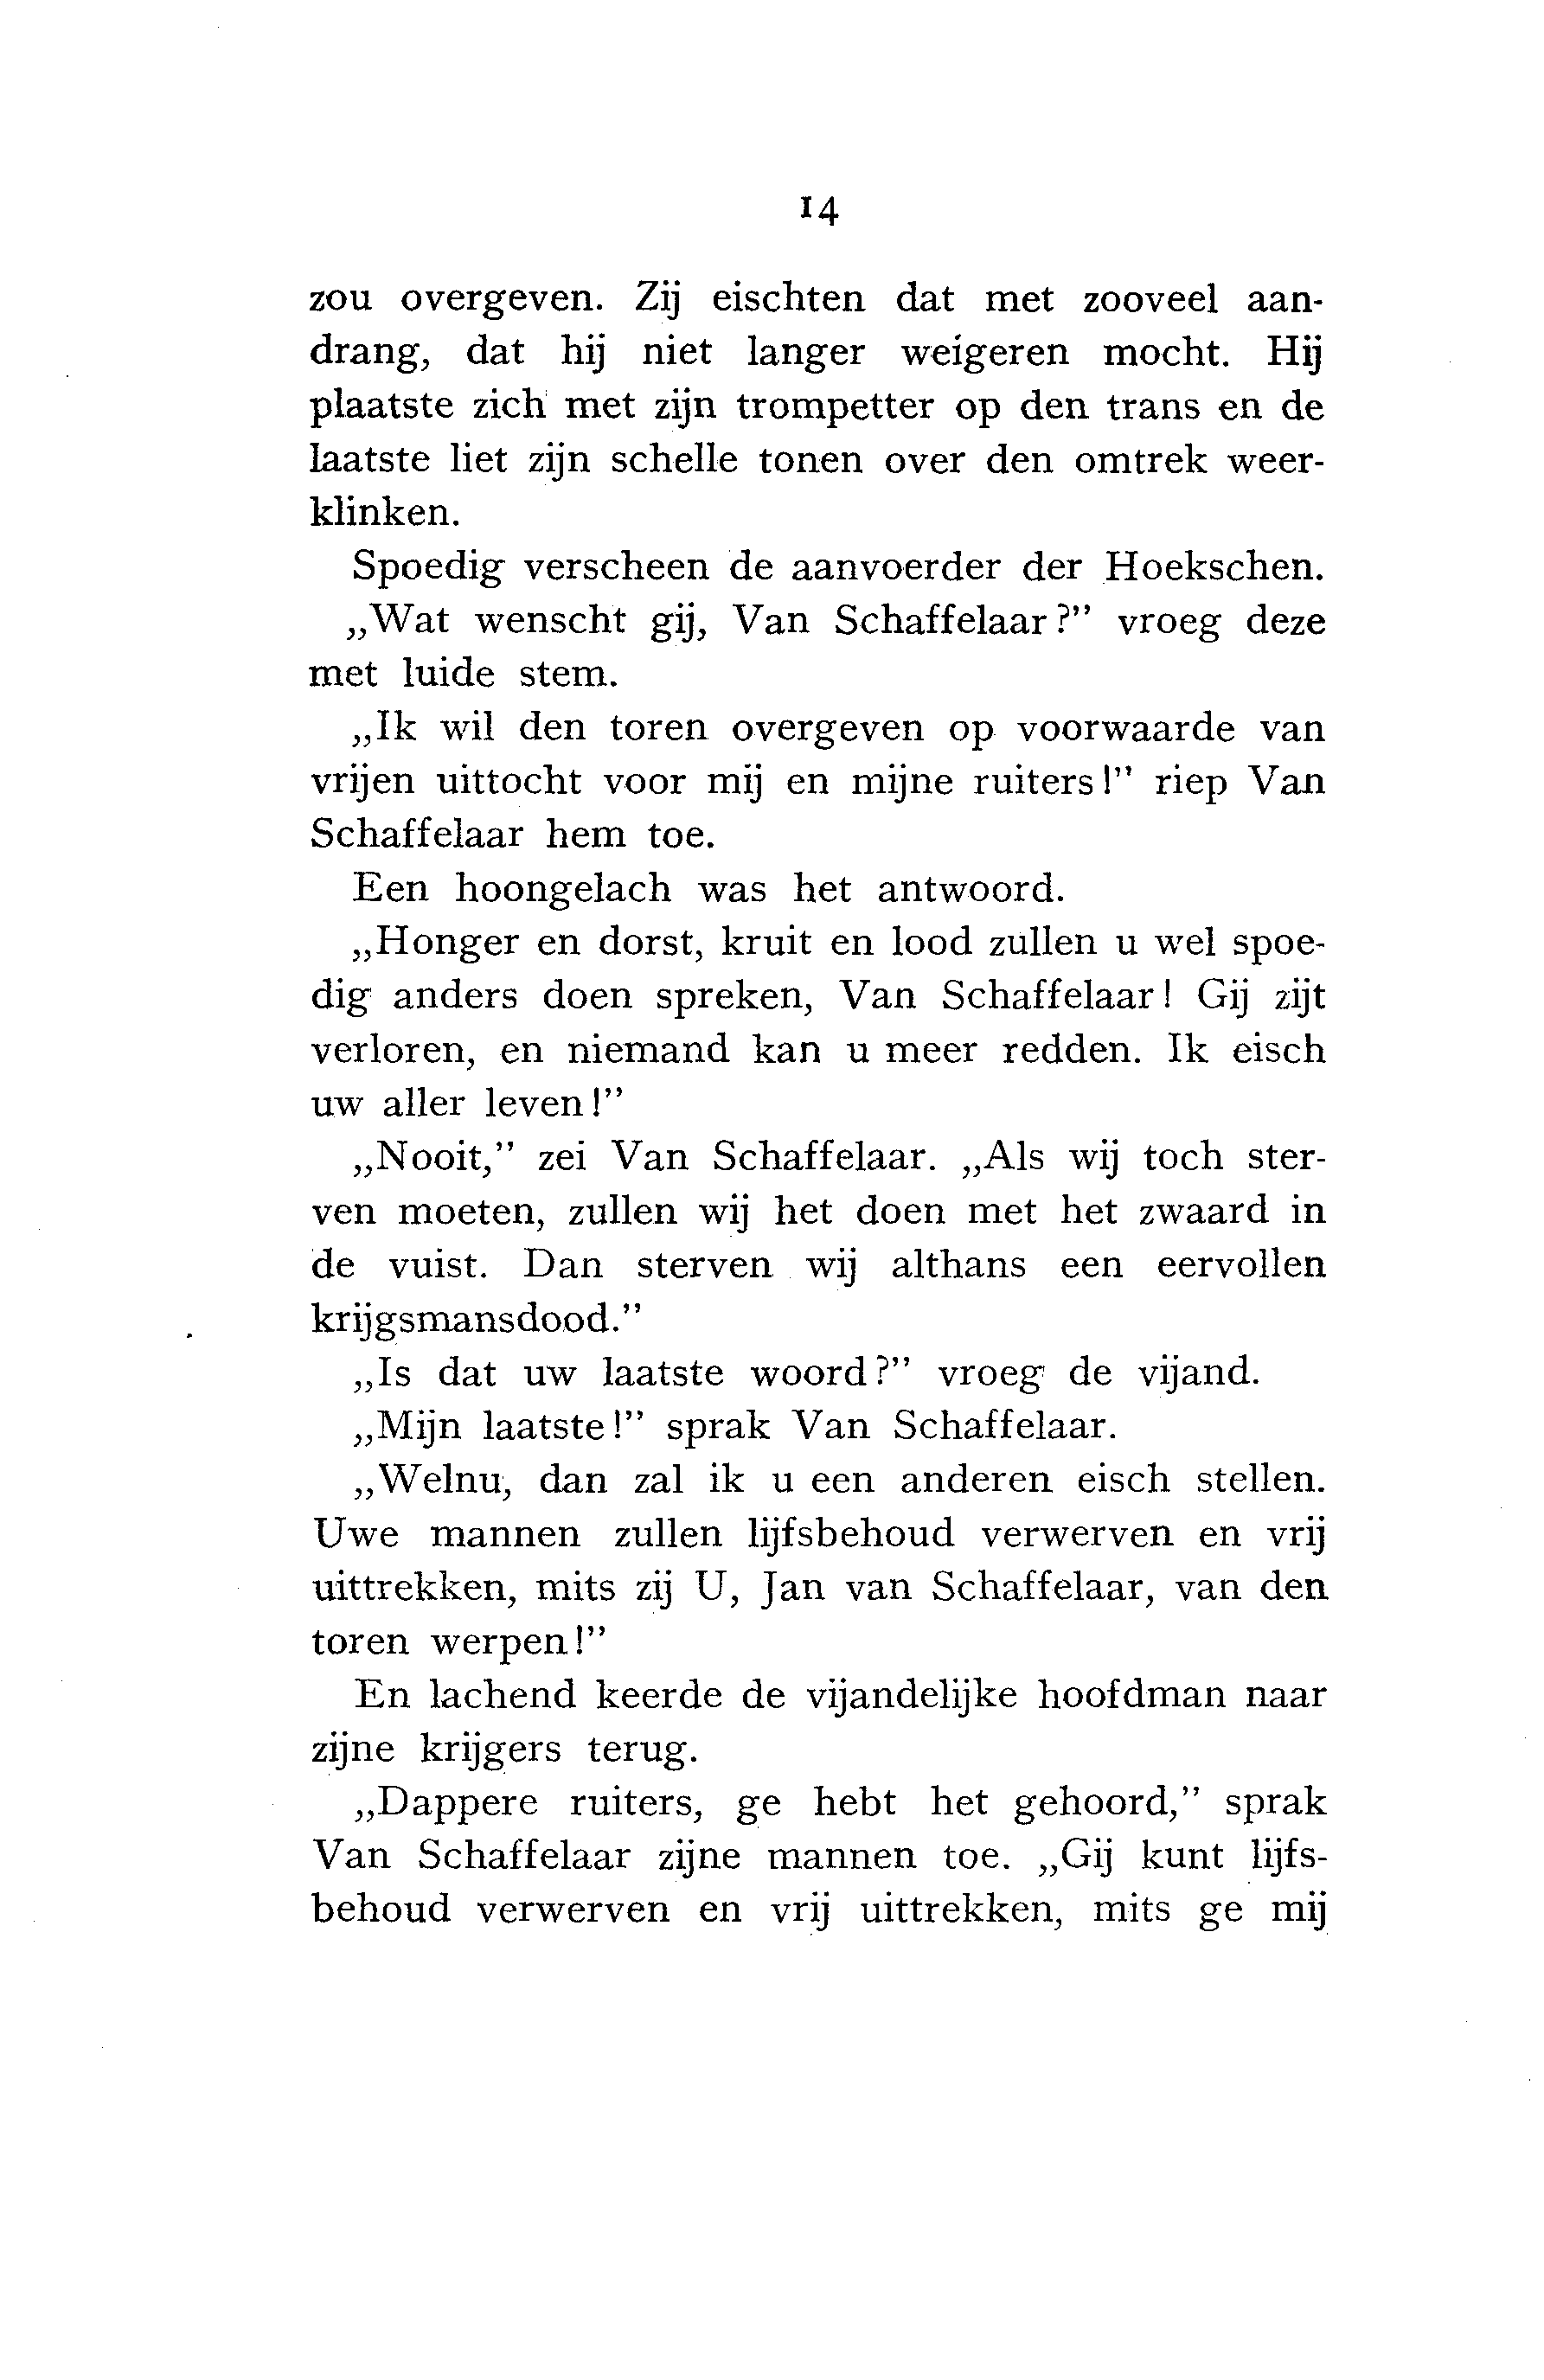 14
zou overgeven. Zij eischten dat met zooveel aan-
drang, dat hij niet langer weigeren mocht. Hij
plaatste zich met zijn trompetter op den trans en de
laatste liet zijn schelle tonen over den omtrek weer-
klinken.
Spoedig verscheen de aanvoerder der Hoekschen.
„Wat wenscht gij, Van Schaffelaar?” vroeg deze
met luide stem.
„Ik wil den toren overgeven op voorwaarde van
vrijen uittocht voor mij en mijne ruiters!” riep Van
Schaffelaar hem toe.
Een hoongelach was het antwoord.
„Honger en dorst, kruit en lood zullen u wel spoe-
dig anders doen spreken, Van Schaffelaar! Gij zijt
verloren, en niemand kan u meer redden. Ik eisch
uw aller leven!”
„Nooit,” zei Van Schaffelaar. „Als wij toch ster-
ven moeten, zullen wij het doen met het zwaard in
de vuist. Dan sterven wij althans een eervollen
krijgsmansdood.”
„Is dat uw laatste woord?” vroeg de vijand.
„Mijn laatste!” sprak Van Schaffelaar.
„Welnu, dan zal ik u een anderen eisch stellen.
Uwe mannen zullen lijfsbehoud verwerven en vrij
uittrekken, mits zij U, Jan van Schaffelaar, van den
toren werpen!”
En lachend keerde de vijandelijke hoofdman naar
zijne krijgers terug.
„Dappere ruiters, ge hebt het gehoord,” sprak
Van Schaffelaar zijne mannen toe. „Gij kunt lijfs-
behoud verwerven en vrij uittrekken, mits ge mij